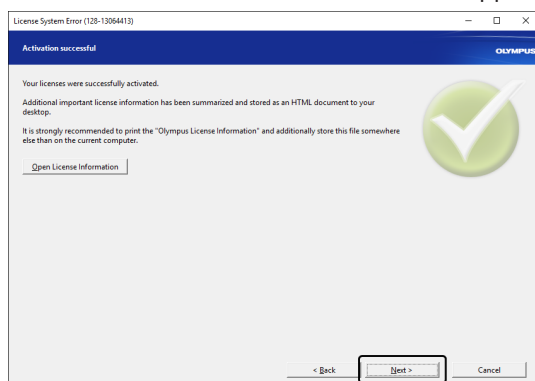 License System Error (128-13064413)
Activation successful
OLYMPUS
Your licenses were successfully activated.
Additional important license information has been summarized and stored as an HTML document to your
desktop.
It is strongly recommended to print the "Olympus License Information" and additionally store this file somewhere
else than on the current computer.
Open License Information
< Back
Next >
Cancel